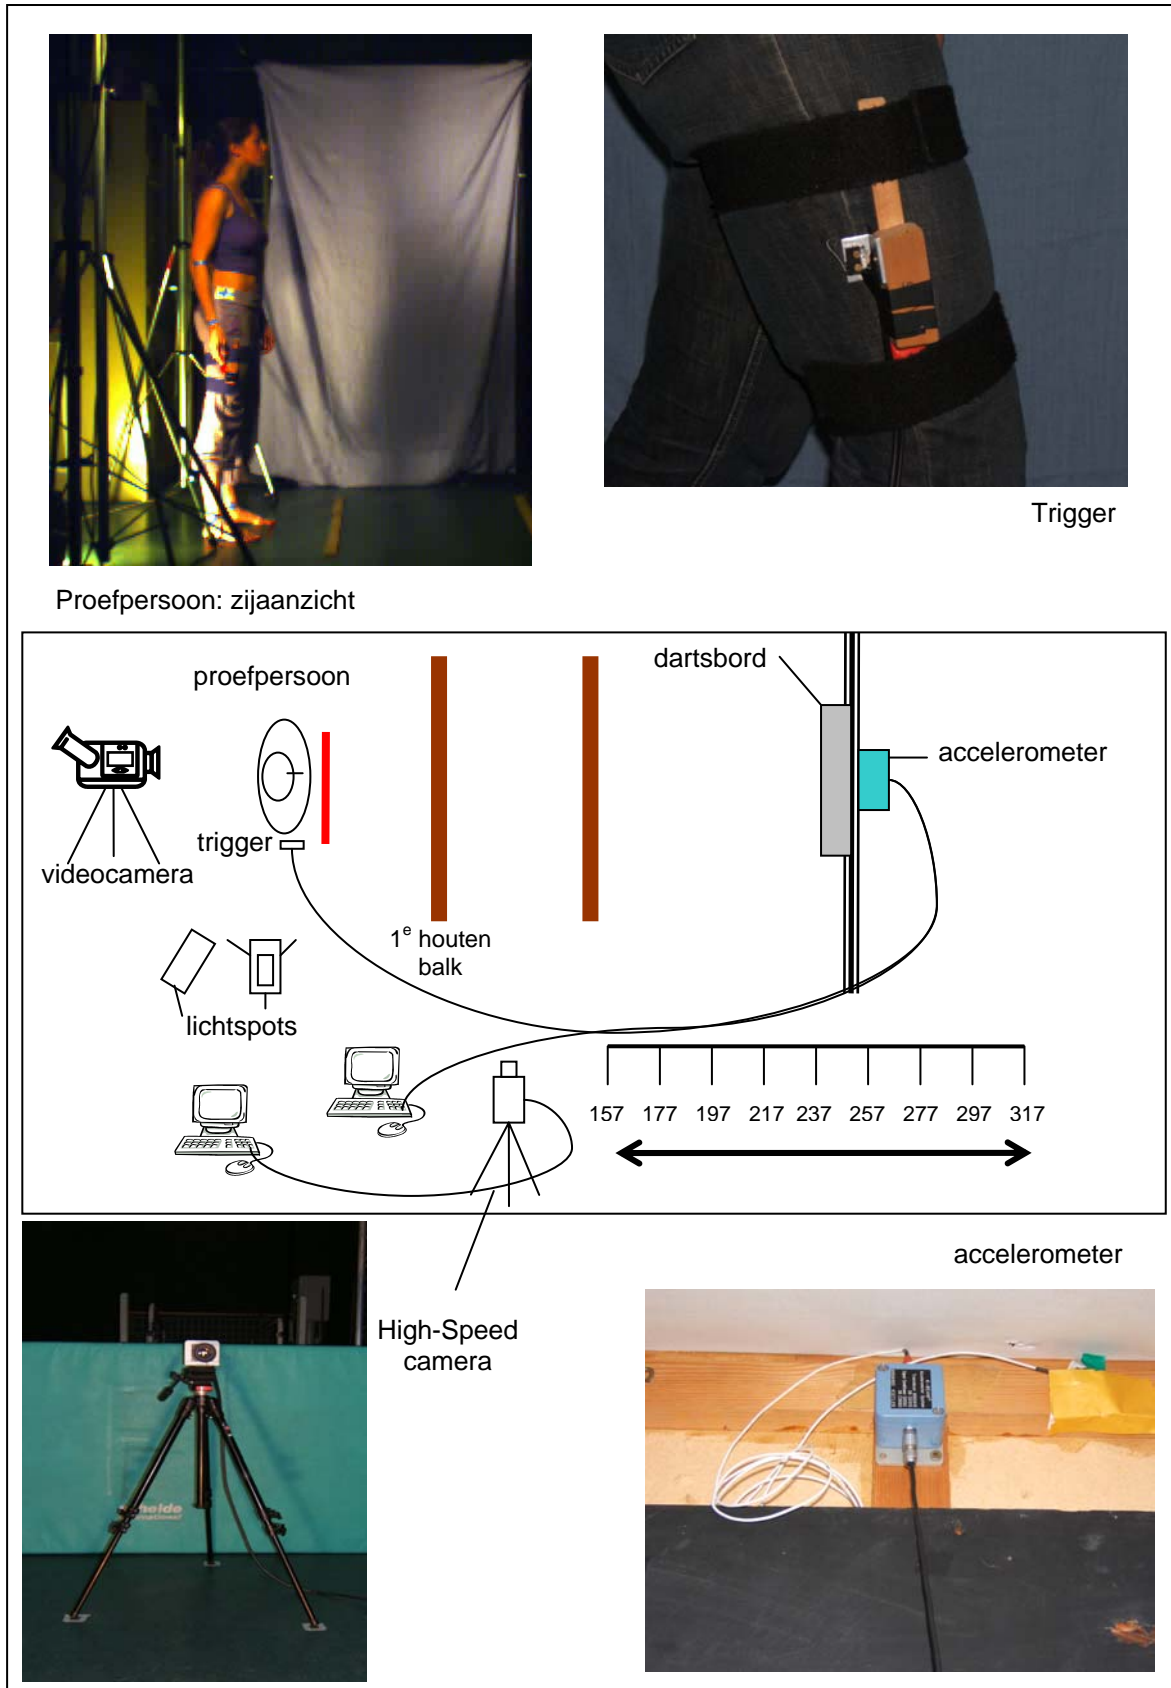 Trigger
Proefpersoon: zijaanzicht
dartsbord
proefpersoon
accelerometer
trigger
videocamera
1e houten
balk
lichtspots
157 177 197 217 237 257 277 297 317
accelerometer
High-Speed
camera